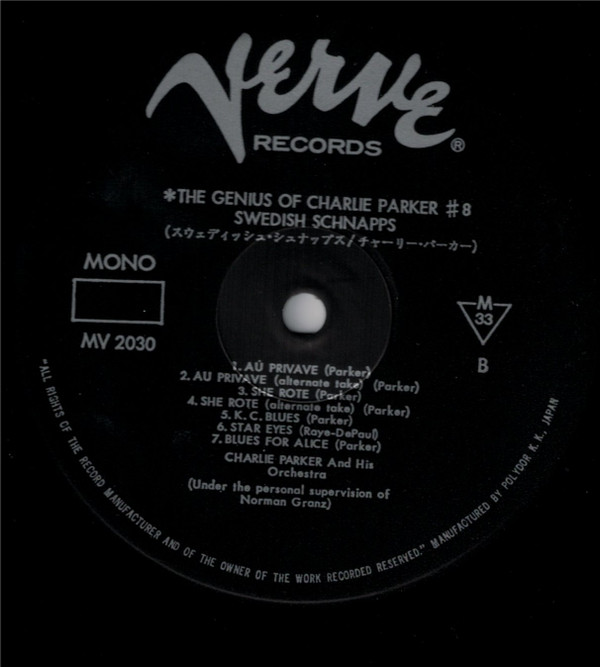 Verve
RECORDS ®
*THE GENIUS OF CHARLIE PARKER #8
SWEDISH SCHNAPPS
(スウェディッシュ・シュナップス/チャーリー・パーカー)
MONO
MV 2030
M
33
B
1. AU PRIVAVE (Parker)
2. AU PRIVAVE (alternate take) (Parker)
3. SHE ROTE (Parker)
4. SHE ROTE (alternate take) (Parker)
5. K. C. BLUES (Parker)
6. STAR EYES (Raye-DePaul)
7. BLUES FOR ALICE (Parker)
CHARLIE PARKER And His
Orchestra
(Under the personal supervision of
Norman Granz)
"ALL RIGHTS OF THE RECORD MANUFACTURER AND OF THE OWNER OF THE WORK RECORDED RESERVED." MANUFACTURED BY POLYDOR K. K., JAPAN